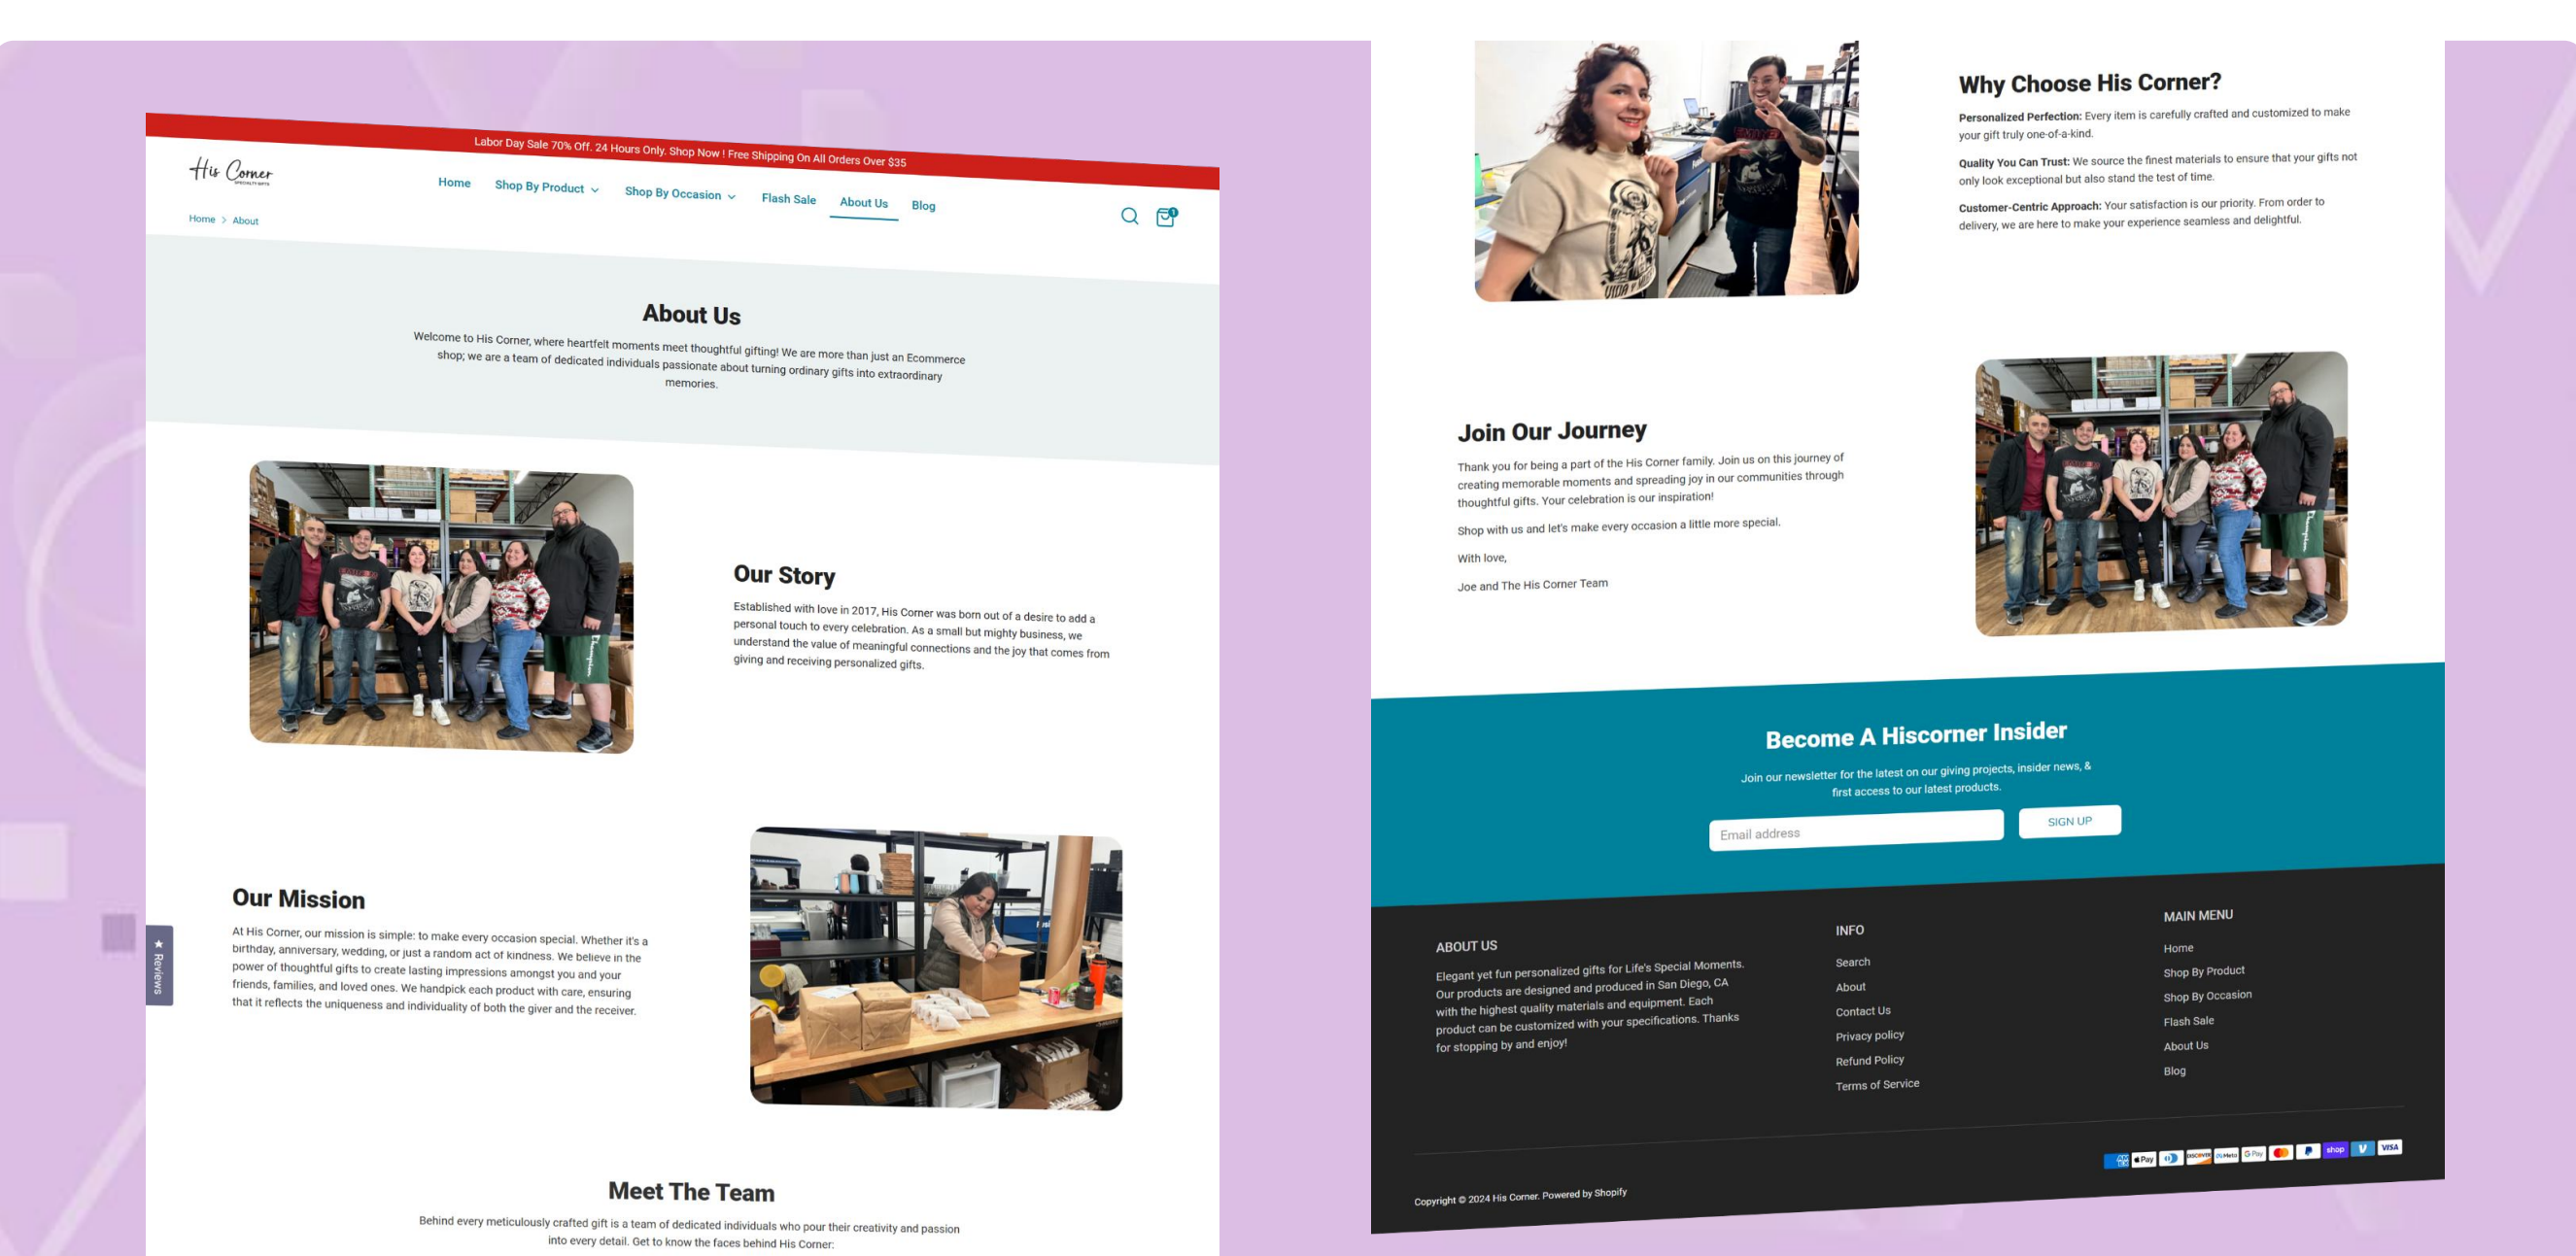 Labor Day Sale 70% Off. 24 Hours Only. Shop Now ! Free Shipping On All Orders Over $35
His Corner
SPECIALTY GIFTS
Home Shop By Product Shop By Occasion Flash Sale About Us Blog
1
Home > About
About Us
Welcome to His Corner, where heartfelt moments meet thoughtful gifting! We are more than just an Ecommerce
shop; we are a team of dedicated individuals passionate about turning ordinary gifts into extraordinary
memories.
Our Story
Established with love in 2017, His Corner was born out of a desire to add a
personal touch to every celebration. As a small but mighty business, we
understand the value of meaningful connections and the joy that comes from
giving and receiving personalized gifts.
Our Mission
At His Corner, our mission is simple: to make every occasion special. Whether it's a
birthday, anniversary, wedding, or just a random act of kindness. We believe in the
power of thoughtful gifts to create lasting impressions amongst you and your
friends, families, and loved ones. We handpick each product with care, ensuring
that it reflects the uniqueness and individuality of both the giver and the receiver.
★ Reviews
Meet The Team
Behind every meticulously crafted gift is a team of dedicated individuals who pour their creativity and passion
into every detail. Get to know the faces behind His Corner:
Why Choose His Corner?
Personalized Perfection: Every item is carefully crafted and customized to make
your gift truly one-of-a-kind.
Quality You Can Trust: We source the finest materials to ensure that your gifts not
only look exceptional but also stand the test of time.
Customer-Centric Approach: Your satisfaction is our priority. From order to
delivery, we are here to make your experience seamless and delightful.
Join Our Journey
Thank you for being a part of the His Corner family. Join us on this journey of
creating memorable moments and spreading joy in our communities through
thoughtful gifts. Your celebration is our inspiration!
Shop with us and let's make every occasion a little more special.
With love,
Joe and The His Corner Team
Champion
Become A Hiscorner Insider
Join our newsletter for the latest on our giving projects, insider news, &
first access to our latest products.
Email address
SIGN UP
ABOUT US
Elegant yet fun personalized gifts for Life's Special Moments.
Our products are designed and produced in San Diego, CA
with the highest quality materials and equipment. Each
product can be customized with your specifications. Thanks
for stopping by and enjoy!
INFO
Search
About
Contact Us
Privacy policy
Refund Policy
Terms of Service
MAIN MENU
Home
Shop By Product
Shop By Occasion
Flash Sale
About Us
Blog
Pay DISCOVER Meta G Pay shop VISA
Copyright © 2024 His Corner. Powered by Shopify